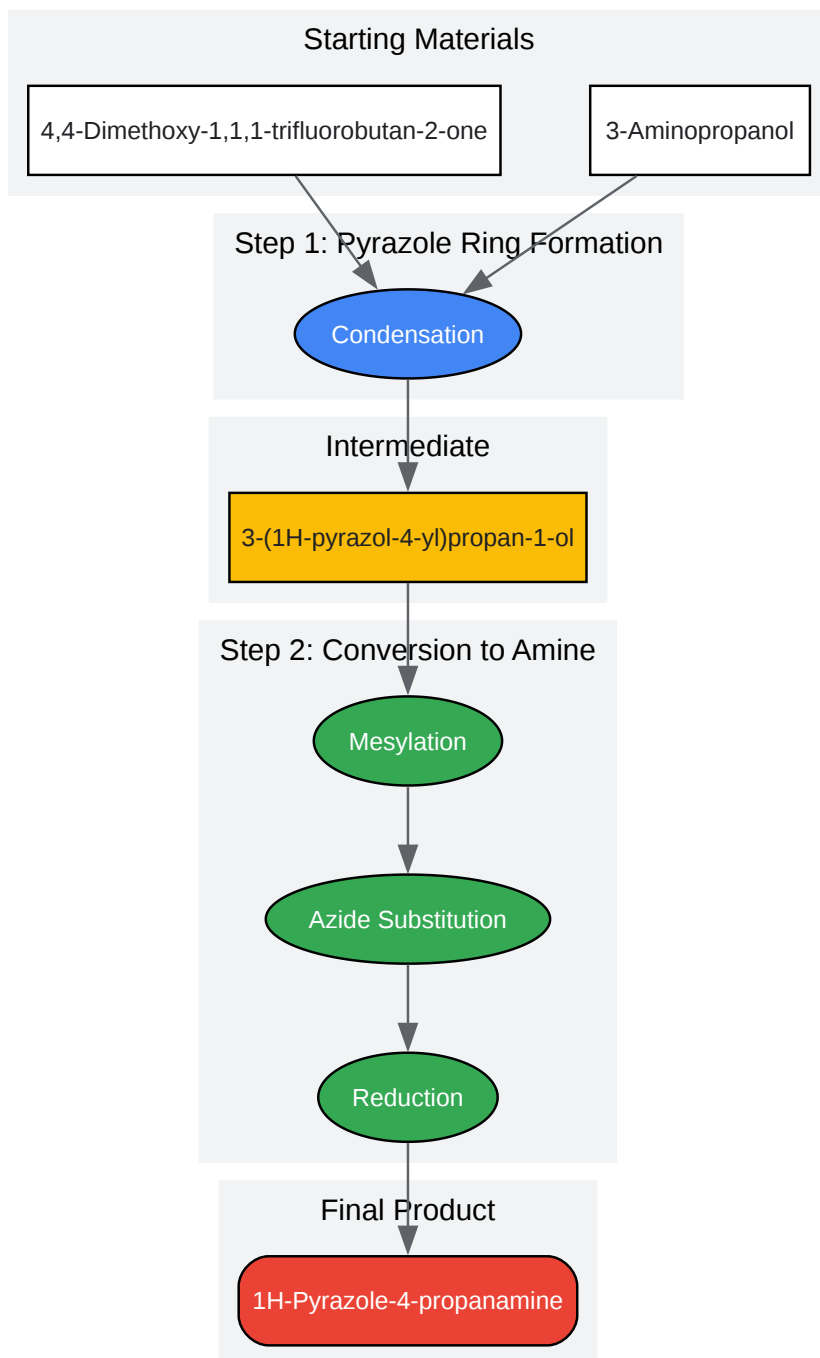 Starting Materials
4,4-Dimethoxy-1,1,1-trifluorobutan-2-one
3-Aminopropanol
Step 1: Pyrazole Ring Formation
Condensation
Intermediate
3-(1H-pyrazol-4-yl)propan-1-ol
Step 2: Conversion to Amine
Mesylation
Azide Substitution
Reduction
Final Product
1H-Pyrazole-4-propanamine